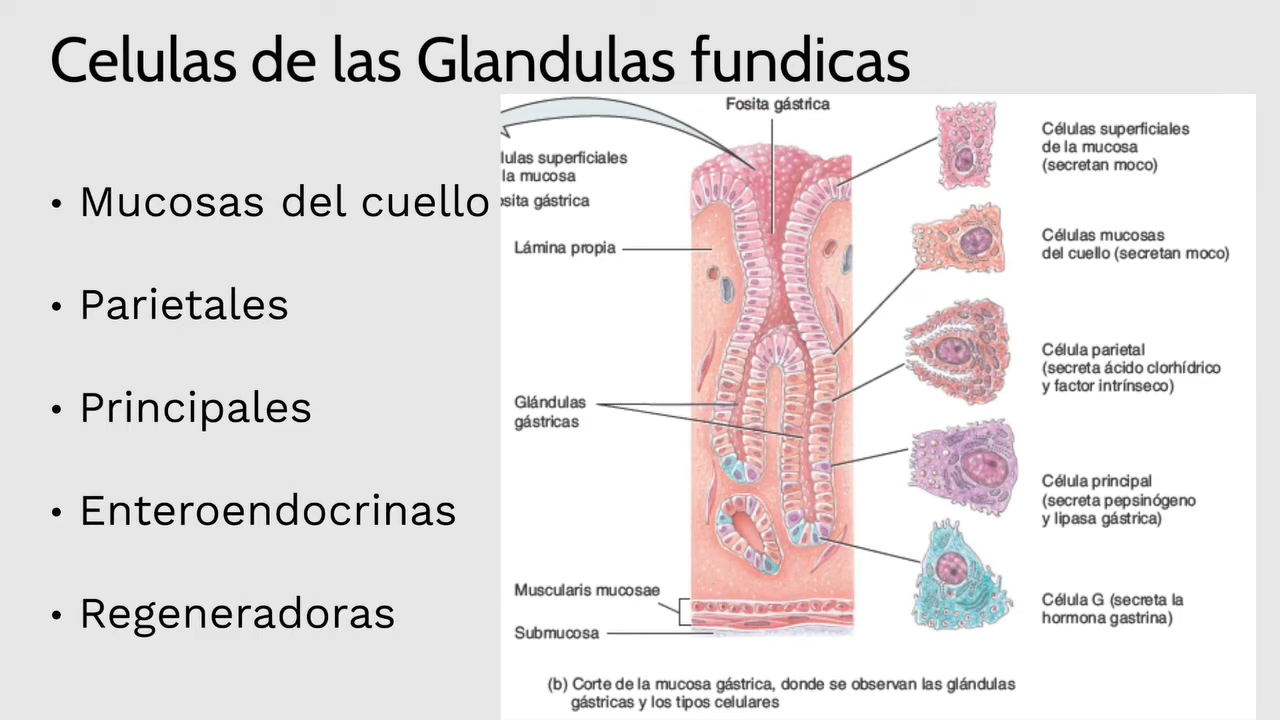 Celulas de las Glandulas fundicas
• Mucosas del cuello
• Parietales
• Principales
• Enteroendocrinas
• Regeneradoras
Fosita gástrica
lulas superficiales
la mucosa
osita gástrica
Lámina propia
Glándulas
gástricas
Muscularis mucosae
Submucosa
Células superficiales
de la mucosa
(secretan moco)
Células mucosas
del cuello (secretan moco)
Célula parietal
(secreta ácido clorhídrico
y factor intrínseco)
Célula principal
(secreta pepsinógeno
y lipasa gástrica)
Célula G (secreta la
hormona gastrina)
(b) Corte de la mucosa gástrica, donde se observan las glándulas
gástricas y los tipos celulares